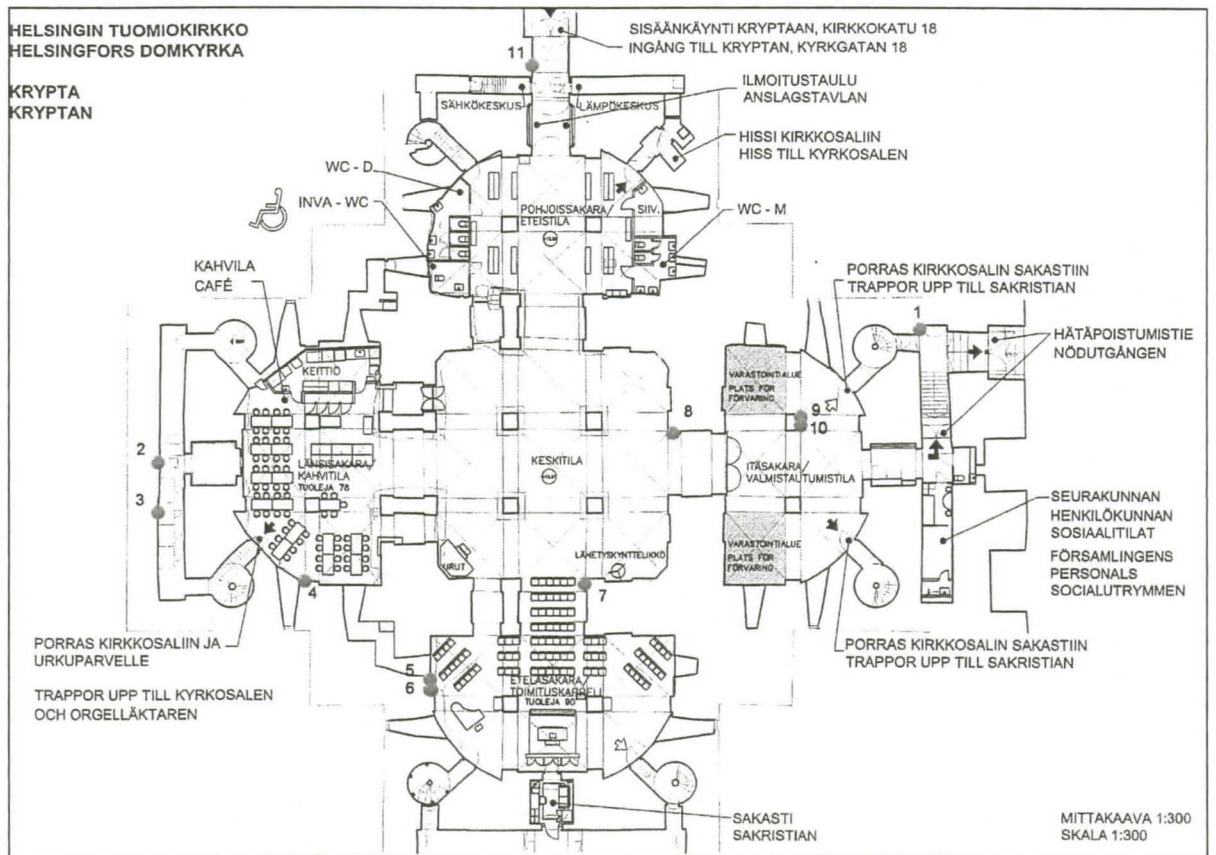 HELSINGIN TUOMIOKIRKKO
HELSINGFORS DOMKYRKA
KRYPTA
KRYPTAN
SISÄÄNKÄYNTI KRYPTAAN, KIRKKOKATU 18
INGÅNG TILL KRYPTAN, KYRKGATAN 18
11
ILMOITUSTAULU
ANSLAGSTAVLAN
SÄHKÖKESKUS
LÄMPÖKESKUS
HISSI KIRKKOSALIIN
HISS TILL KYRKOSALEN
WC - D
INVA - WC
POHJOISSAKARA/
ETEISTILA
SIIV.
WC - M
KAHVILA
CAFÉ
PORRAS KIRKKOSALIN SAKASTIIN
TRAPPOR UPP TILL SAKRISTIAN
1
HÄTÄPOISTUMISTIE
NÖDUTGÅNGEN
KEITTIÖ
VARASTOINTIALUE
PLATS FÖR
FÖRVARING
8
9
10
2
3
LÄNSISAKARA/
KAHVITILA
TUOLEJA 78
KESKITILA
ITÄSAKARA/
VALMISTAUTUMISTILA
SEURAKUNNAN
HENKILÖKUNNAN
SOSIAALITILAT
FÖRSAMLINGENS
PERSONALS
SOCIALUTRYMMEN
VARASTOINTIALUE
PLATS FÖR
FÖRVARING
URUT
LÄHETYSKYNTTELIKKÖ
4
7
PORRAS KIRKKOSALIIN JA
URKUPARVELLE
TRAPPOR UPP TILL KYRKOSALEN
OCH ORGELLÄKTAREN
PORRAS KIRKKOSALIN SAKASTIIN
TRAPPOR UPP TILL SAKRISTIAN
5
6
ETELÄSAKARA/
TOIMITUSKAPPELI
TUOLEJA 90
SAKASTI
SAKRISTIAN
MITTAKAAVA 1:300
SKALA 1:300